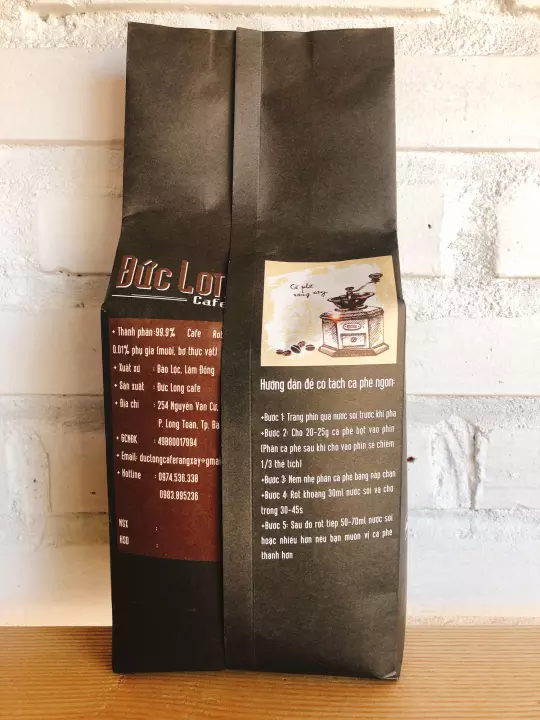 Đức Lon
Cafe
• Thành phần: 99.9% Cafe Rob
0.01% phụ gia (muối, bơ thực vật)
• Xuất xứ : Bảo Lộc, Lâm Đồng
• Sản xuất : Đức Long cafe
• Địa chỉ : 254 Nguyễn Văn Cừ,
P. Long Toàn, Tp. Bà
• GCNĐK : 49A80017994
• Email: duclongcaferangxay@gmai
• Hotline : 0974.536.338
0983.895236
NSX :
HSD :
Cà phê
rang xay
Hướng dẫn để có tách cà phê ngon:
•Bước 1: Tráng phin qua nước sôi trước khi pha
•Bước 2: Cho 20-25g cà phê bột vào phin
(Phần cà phê sau khi cho vào phin sẽ chiếm
1/3 thể tích)
•Bước 3: Ném nhẹ phần cà phê bằng nắp chặn
•Bước 4: Rót khoảng 30ml nước sôi và chờ
trong 30-45s
•Bước 5: Sau đó rót tiếp 50-70ml nước sôi
hoặc nhiều hơn nếu bạn muốn vị cà phê
thanh hơn